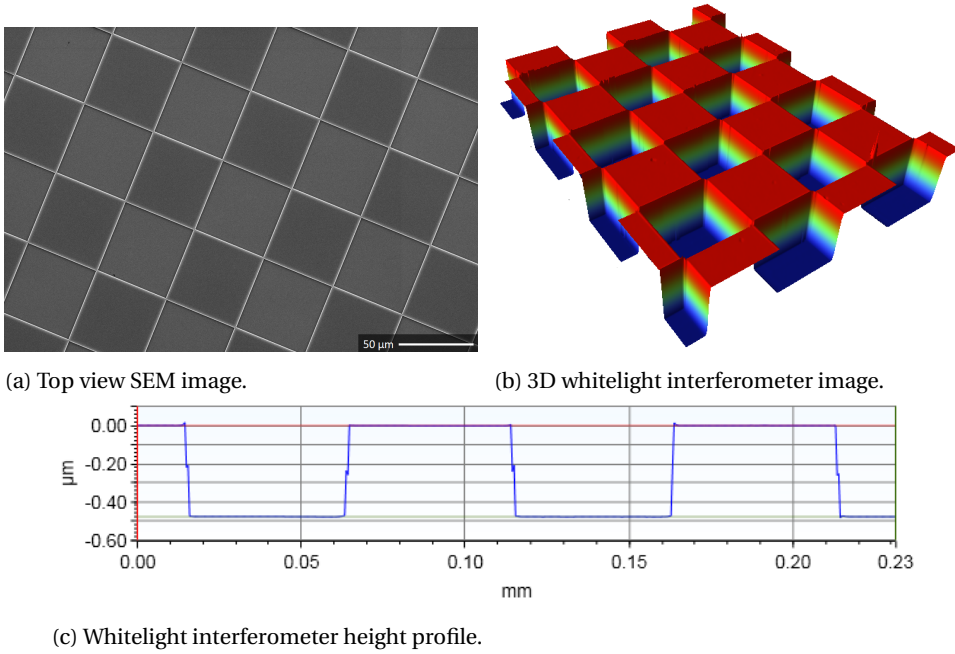 50 µm
(a) Top view SEM image.
(b) 3D whitelight interferometer image.
0.00
-0.20
-0.40
-0.60
µm
0.00 0.05 0.10 0.15 0.20 0.23
mm
(c) Whitelight interferometer height profile.